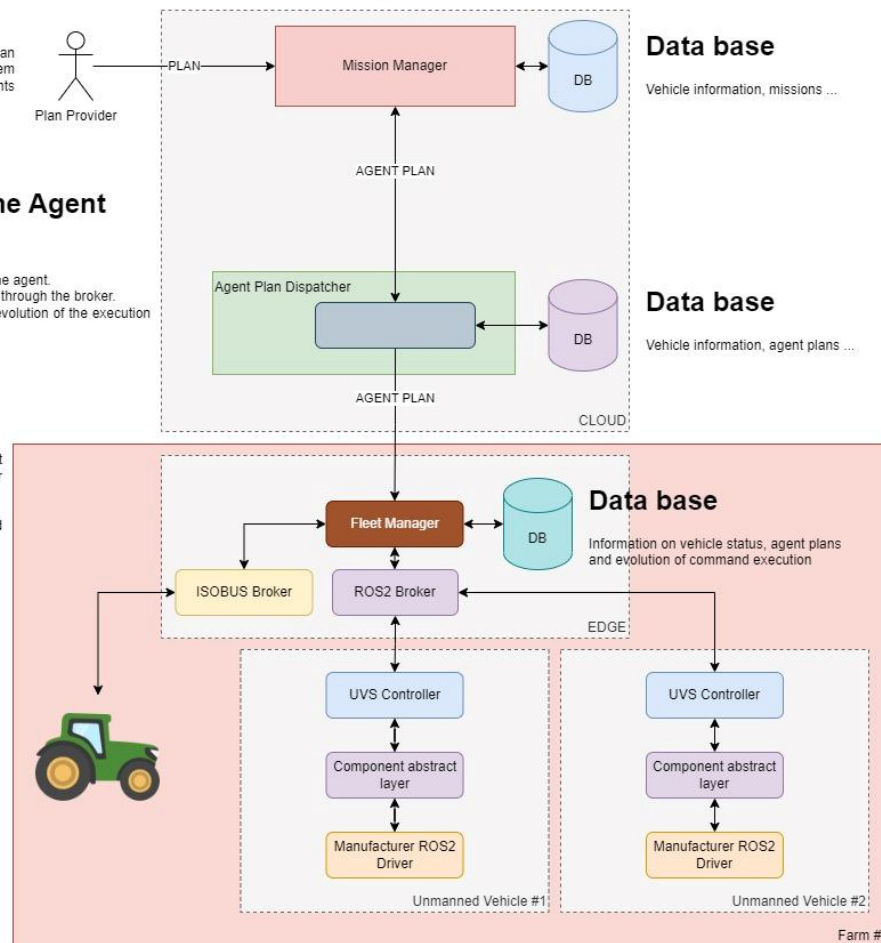 an
em
nts
Plan Provider
PLAN
Mission Manager
DB
Data base
Vehicle information, missions ...
AGENT PLAN
ne Agent
ne agent.
through the broker.
evolution of the execution
Agent Plan Dispatcher
DB
Data base
Vehicle information, agent plans ...
AGENT PLAN
CLOUD
t
r
d
Fleet Manager
DB
Data base
Information on vehicle status, agent plans
and evolution of command execution
ISOBUS Broker
ROS2 Broker
EDGE
UVS Controller
UVS Controller
Component abstract
layer
Component abstract
layer
Manufacturer ROS2
Driver
Manufacturer ROS2
Driver
Unmanned Vehicle #1
Unmanned Vehicle #2
Farm #